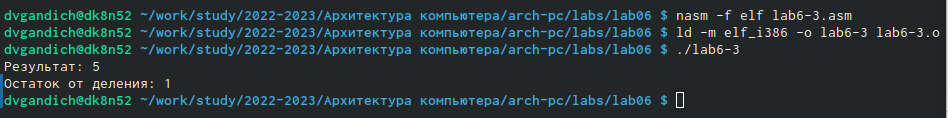 dvgandich@dk8n52 ~/work/study/2022-2023/Архитектура компьютера/arch-pc/labs/lab06 $ nasm -f elf lab6-3.asm
dvgandich@dk8n52 ~/work/study/2022-2023/Архитектура компьютера/arch-pc/labs/lab06 $ ld -m elf_i386 -o lab6-3 lab6-3.o
dvgandich@dk8n52 ~/work/study/2022-2023/Архитектура компьютера/arch-pc/labs/lab06 $ ./lab6-3
Результат: 5
Остаток от деления: 1
dvgandich@dk8n52 ~/work/study/2022-2023/Архитектура компьютера/arch-pc/labs/lab06 $